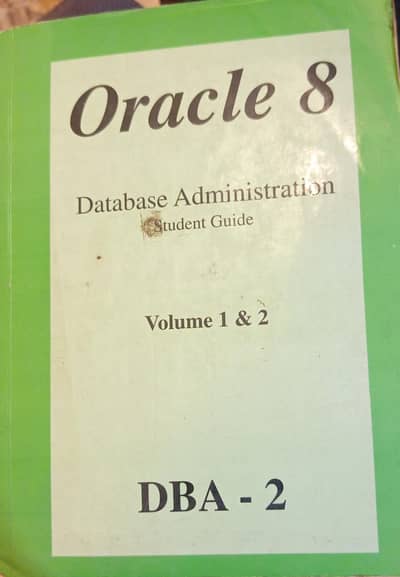 Oracle 8
Database Administration
Student Guide
Volume 1 & 2
DBA - 2